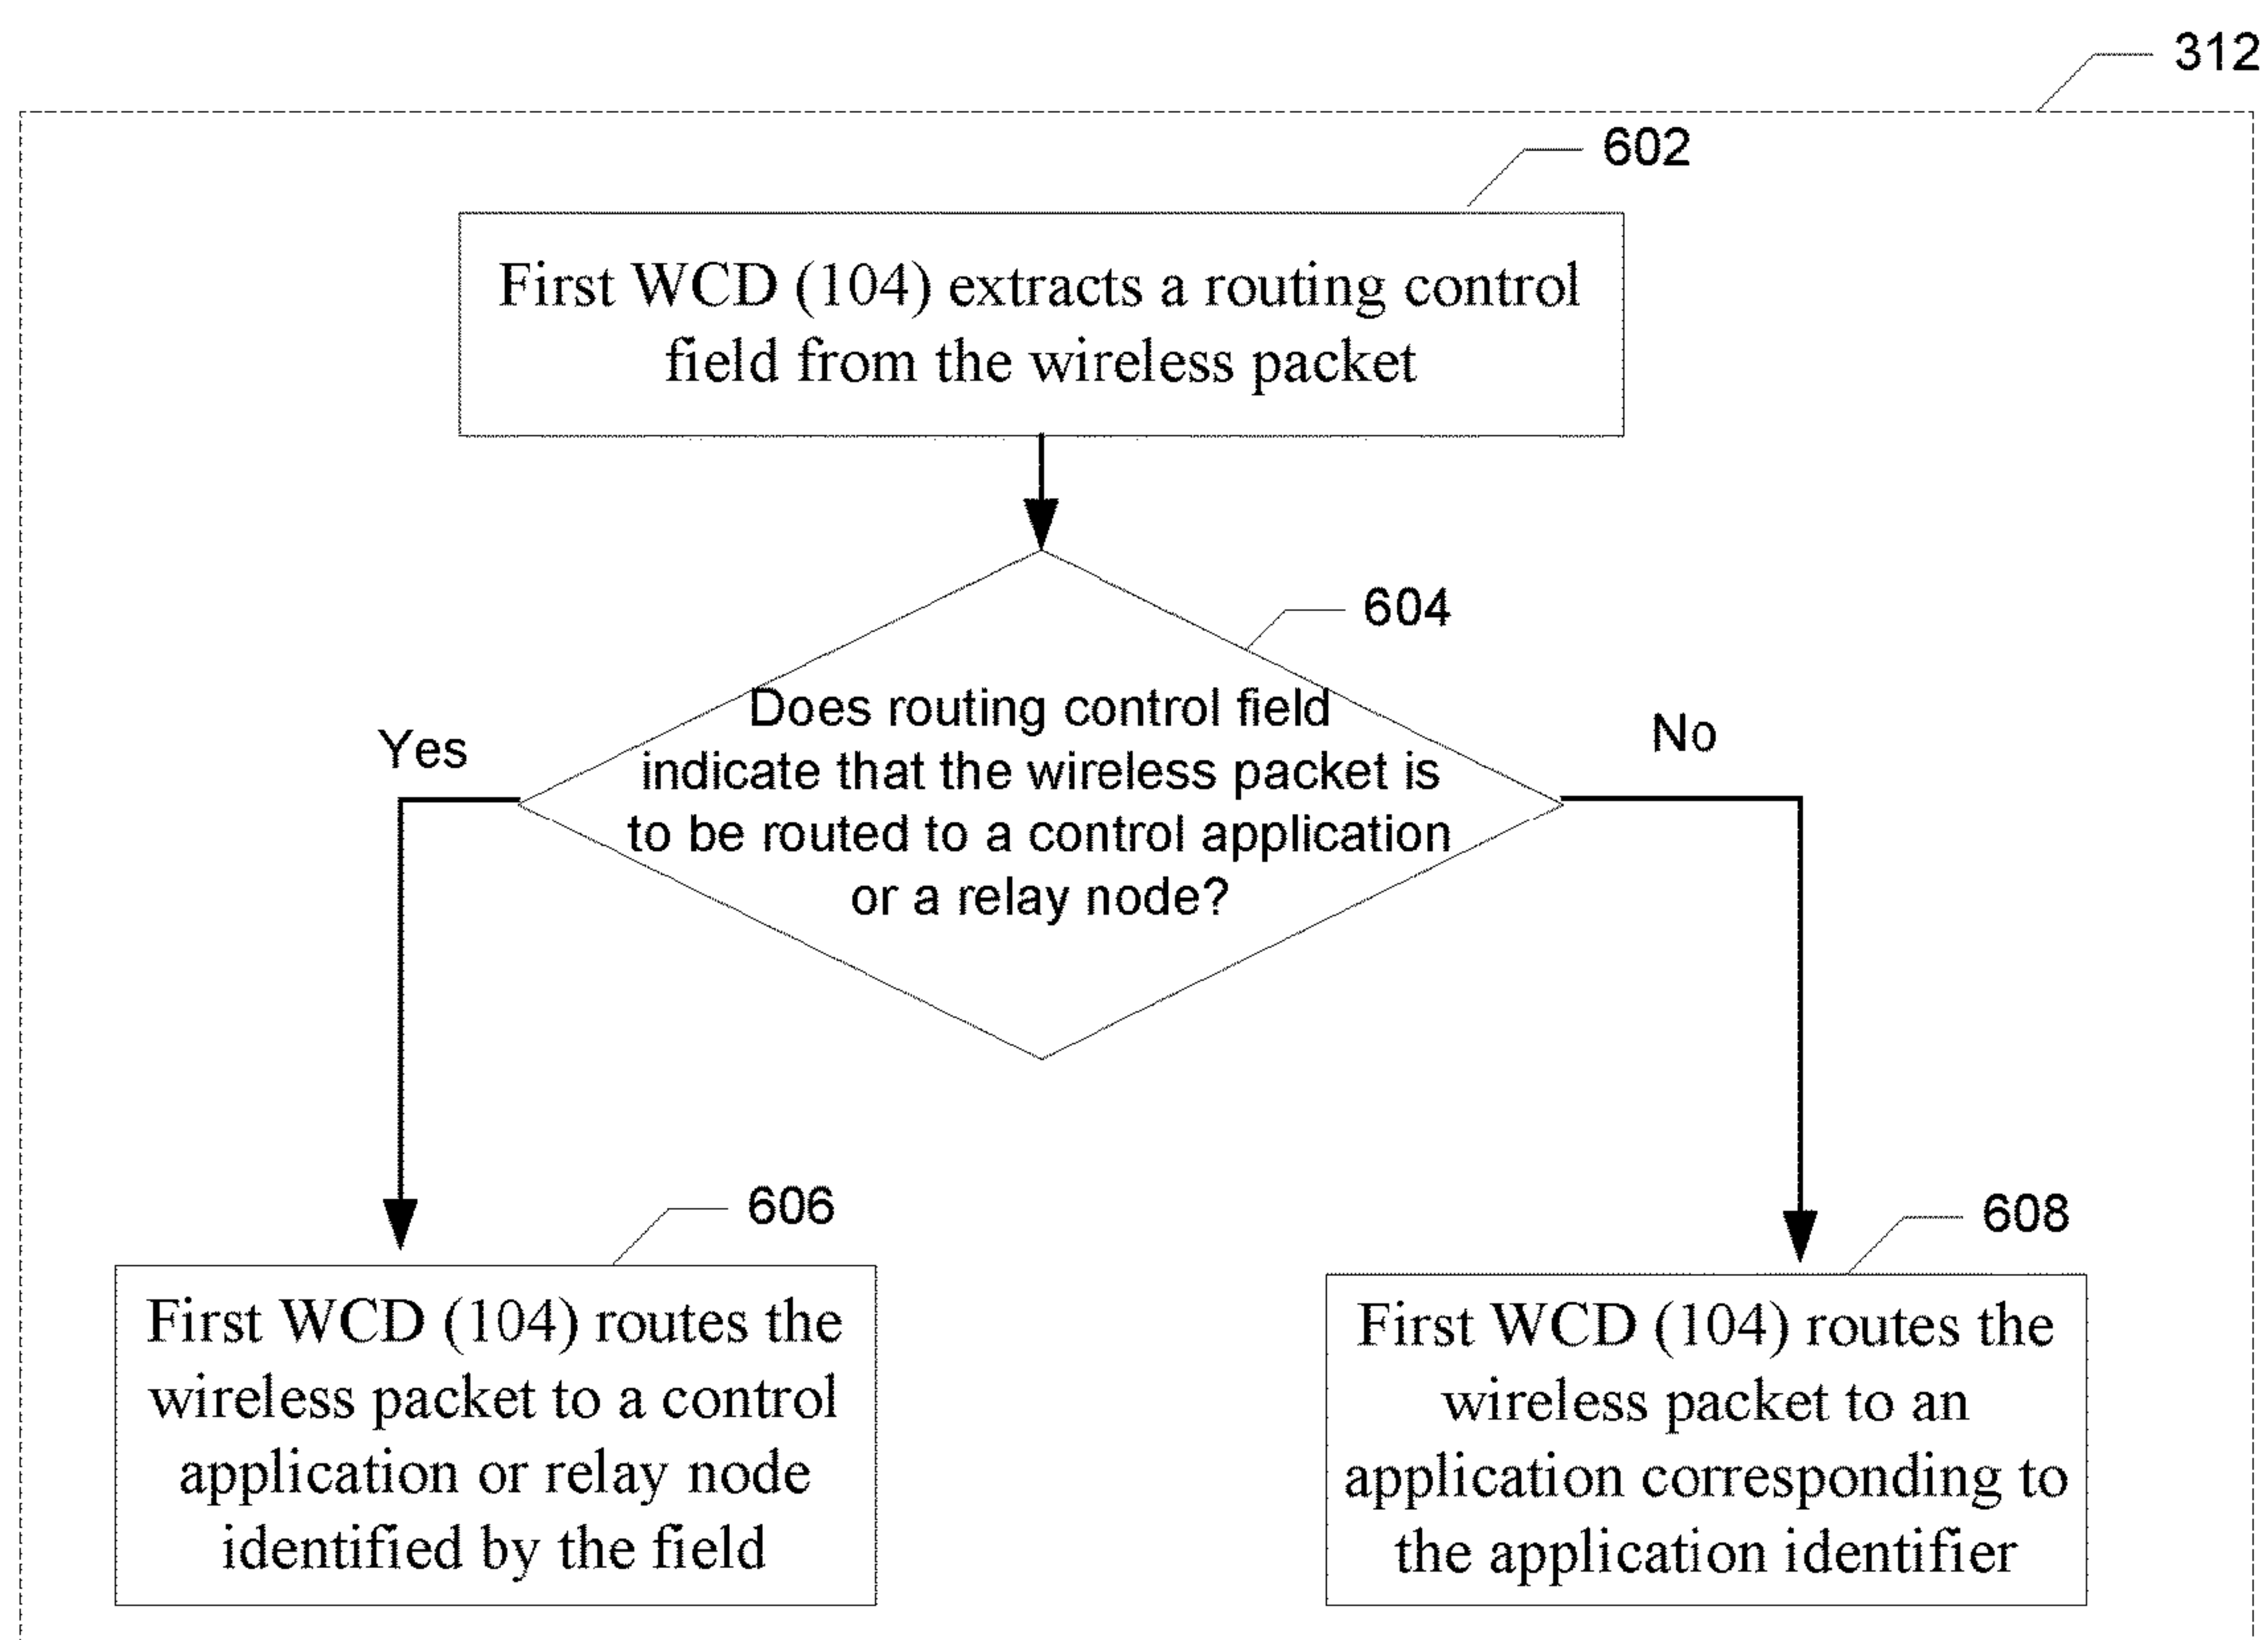 312
602
First WCD (104) extracts a routing control
field from the wireless packet
604
Does routing control field
indicate that the wireless packet is
to be routed to a control application
or a relay node?
Yes
No
606
First WCD (104) routes the
wireless packet to a control
application or relay node
identified by the field
608
First WCD (104) routes the
wireless packet to an
application corresponding to
the application identifier